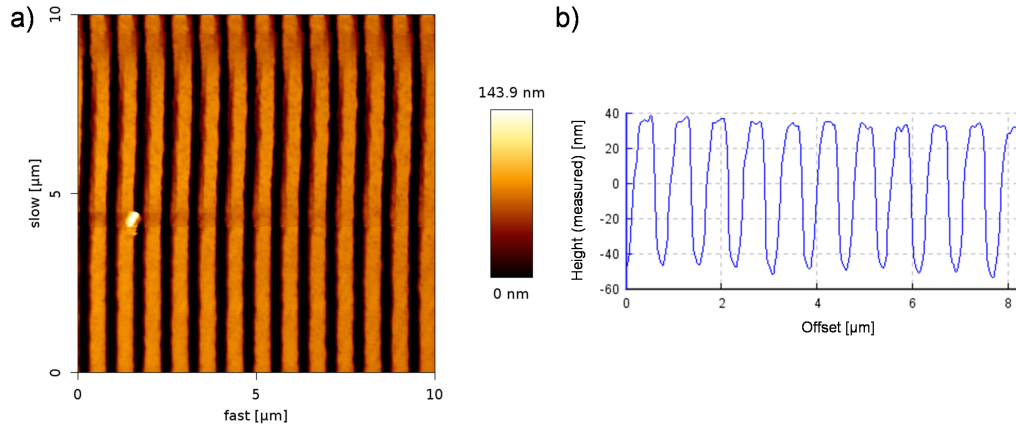 a)
10
5
0
slow [µm]
0
5
10
fast [µm]
143.9 nm
0 nm
b)
40
20
0
-20
-40
-60
Height (measured) [nm]
0
2
4
6
8
Offset [µm]